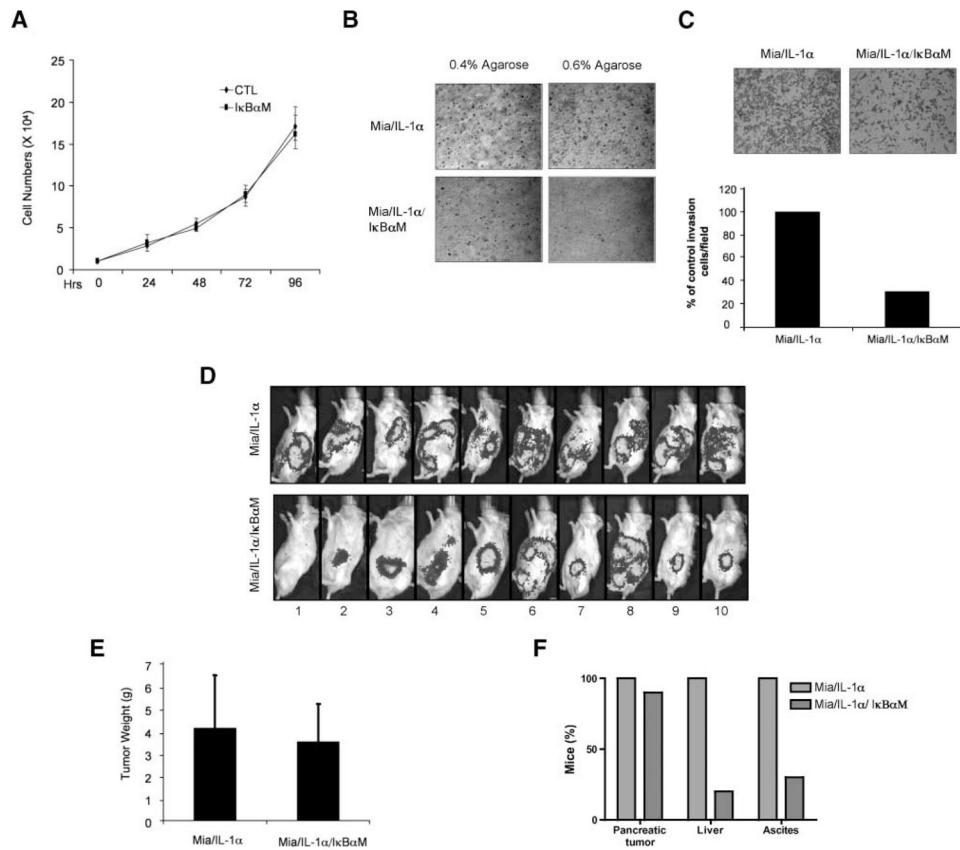 A
Cell Numbers (X 10⁴)
25
20
15
10
5
0
CTL
IκBαM
Hrs 0 24 48 72 96
B
0.4% Agarose 0.6% Agarose
Mia/IL-1α
Mia/IL-1α/
IκBαM
C
Mia/IL-1α Mia/IL-1α/IκBαM
% of control invasion
cells/field
120
100
80
60
40
20
0
Mia/IL-1α Mia/IL-1α/IκBαM
D
Mia/IL-1α
Mia/IL-1α/IκBαM
1 2 3 4 5 6 7 8 9 10
E
Tumor Weight (g)
7
6
5
4
3
2
1
0
Mia/IL-1α Mia/IL-1α/IκBαM
F
Mice (%)
100
50
0
Mia/IL-1α
Mia/IL-1α/ IκBαM
Pancreatic
tumor
Liver
Ascites